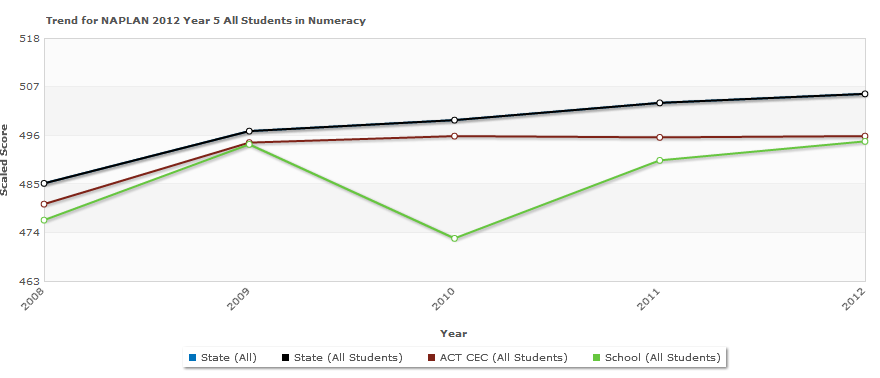 Trend for NAPLAN 2012 Year 5 All Students in Numeracy
518
507
496
485
474
463
Scaled Score
2008 2009 2010 2011 2012
Year
State (All) State (All Students) ACT CEC (All Students) School (All Students)